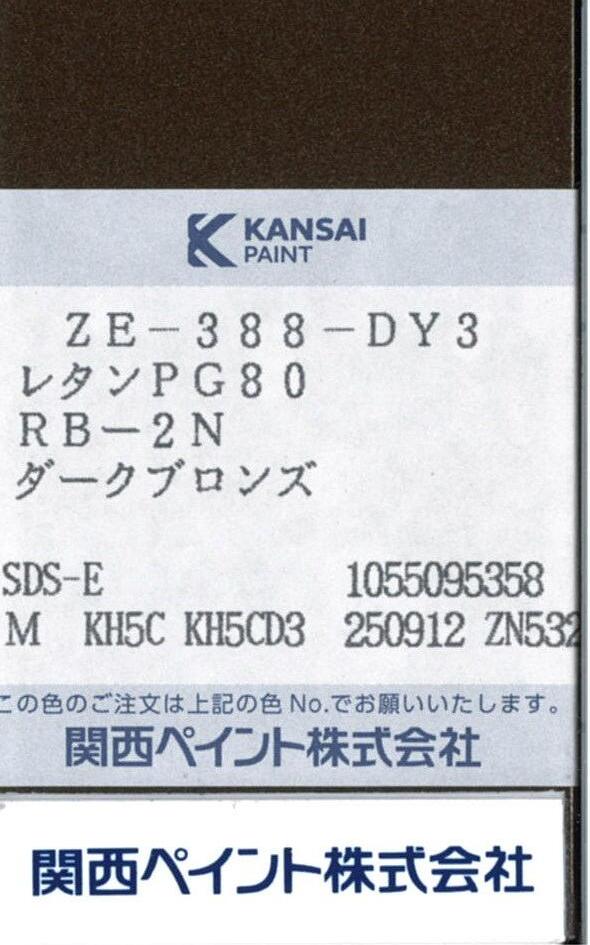 KANSAI
PAINT
ZE-388-DY3
レタンPG80
RB-2N
ダークブロンズ
SDS-E 1055095358
M KH5C KH5CD3 250912 ZN532
この色のご注文は上記の色No.でお願いいたします。
関西ペイント株式会社
関西ペイント株式会社